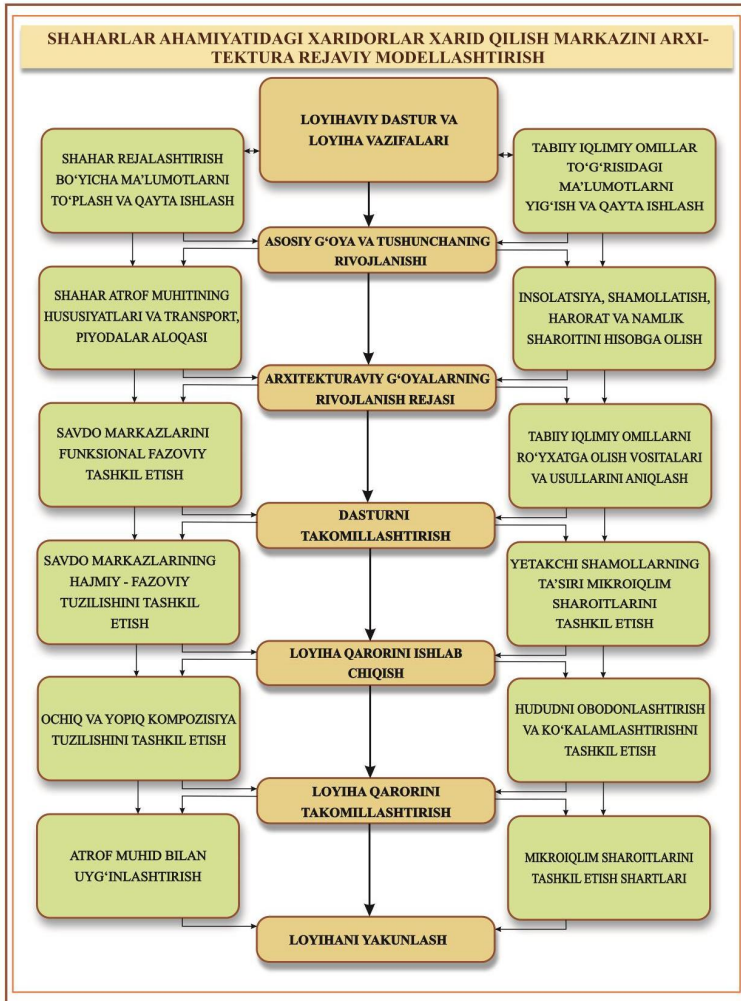 SHAHARLAR AHAMIYATIDAGI XARIDORLAR XARID QILISH MARKAZINI ARXI-
TEKTURA REJAVIY MODELLASHTIRISH
LOYIHAVIY DASTUR VA
LOYIHA VAZIFALARI
SHAHAR REJALASHTIRISH
BO‘YICHA MA’LUMOTLARNI
TO‘PLASH VA QAYTA ISHLASH
TABIIY IQLIMIY OMILLAR
TO‘G‘RISIDAGI
MA’LUMOTLARNI
YIG‘ISH VA QAYTA ISHLASH
ASOSIY G‘OYA VA TUSHUNCHANING
RIVOJLANISHI
SHAHAR ATROF MUHITINING
HUSUSIYATLARI VA TRANSPORT,
PIYODALAR ALOQASI
INSOLATSIYA, SHAMOLLATISH,
HARORAT VA NAMLIK
SHAROITINI HISOBGA OLISH
ARXITEKTURAVIY G‘OYALARNING
RIVOJLANISH REJASI
SAVDO MARKAZLARINI
FUNKSIONAL FAZOVIY
TASHKIL ETISH
TABIIY IQLIMIY OMILLARNI
RO‘YXATGA OLISH VOSITALARI
VA USULLARINI ANIQLASH
DASTURNI
TAKOMILLASHTIRISH
SAVDO MARKAZLARINING
HAJMIY - FAZOVIY
TUZILISHINI TASHKIL
ETISH
YETAKCHI SHAMOLLARNING
TA’SIRI MIKROIQLIM
SHAROITLARINI
TASHKIL ETISH
LOYIHA QARORINI ISHLAB
CHIQISH
OCHIQ VA YOPIQ KOMPOZISIYA
TUZILISHINI TASHKIL ETISH
HUDUDNI OBODONLASHTIRISH
VA KO‘KALAMLASHTIRISHNI
TASHKIL ETISH
LOYIHA QARORINI
TAKOMILLASHTIRISH
ATROF MUHID BILAN
UYG‘INLASHTIRISH
MIKROIQLIM SHAROITLARINI
TASHKIL ETISH SHARTLARI
LOYIHANI YAKUNLASH